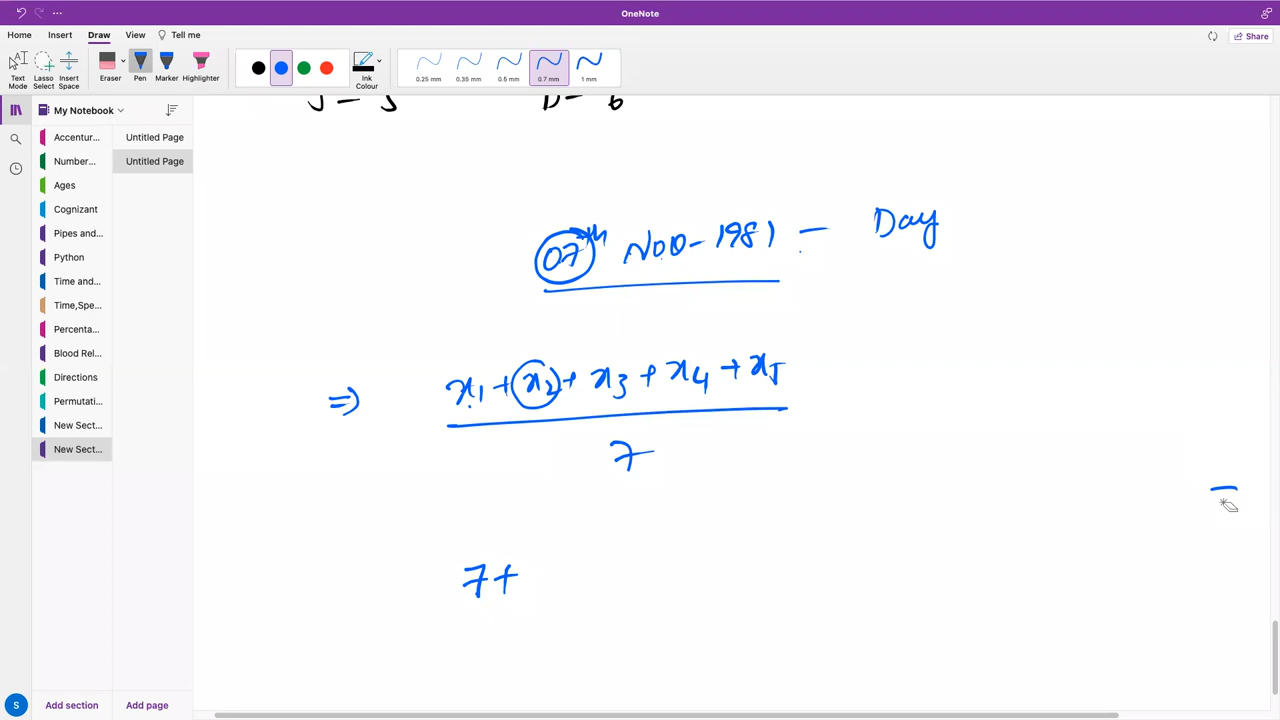 OneNote
Home Insert Draw View Tell me
Share
Text Mode Lasso Select Insert Space Eraser Pen Marker Highlighter Ink Colour 0.25 mm 0.35 mm 0.5 mm 0.7 mm 1 mm
My Notebook
Accentur... Untitled Page
Number... Untitled Page
Ages
Cognizant
Pipes and...
Python
Time and...
Time,Spe...
Percenta...
Blood Rel...
Directions
Permutati...
New Sect...
New Sect...
07th NOV - 1981 - Day
⇒ x1 + x2 + x3 + x4 + x5
7
7+
S
Add section Add page